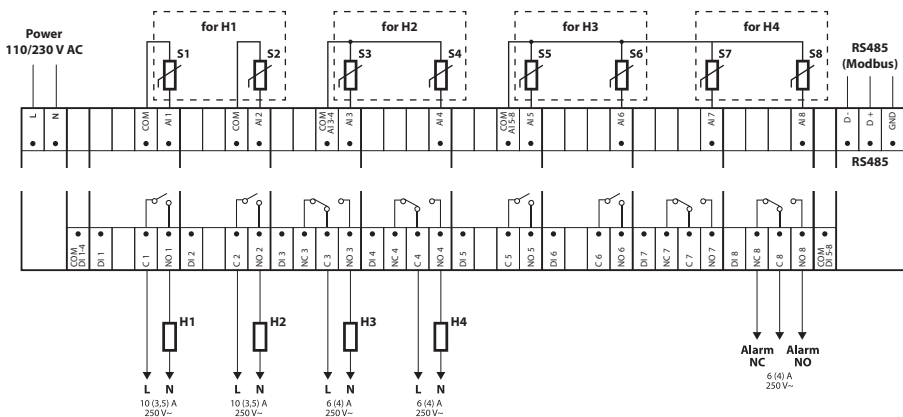 Power
110/230 V AC
for H1
for H2
for H3
for H4
S1
S2
S3
S4
S5
S6
S7
S8
RS485
(Modbus)
L
N
COM
AI 1
COM
AI 2
COM
AI 3-4
AI 3
AI 4
COM
AI 5-8
AI 5
AI 6
AI 7
AI 8
D -
D +
GND
RS485
COM
DI 1-4
DI 1
C 1
NO 1
DI 2
C 2
NO 2
DI 3
NC 3
C 3
NO 3
DI 4
NC 4
C 4
NO 4
DI 5
C 5
NO 5
DI 6
C 6
NO 6
DI 7
NC 7
C 7
NO 7
DI 8
NC 8
C 8
NO 8
COM
DI 5-8
H1
H2
H3
H4
L N
10 (3,5) A
250 V~
L N
10 (3,5) A
250 V~
L N
6 (4) A
250 V~
L N
6 (4) A
250 V~
Alarm
NC
Alarm
NO
6 (4) A
250 V~